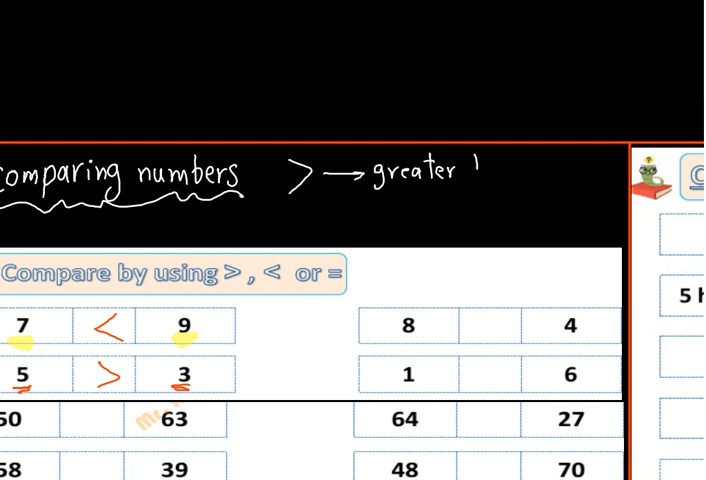 comparing numbers > → greater
Compare by using > , < or =
7 < 9 8 4
5 > 3 1 6
5 h
50 63 64 27
58 39 48 70